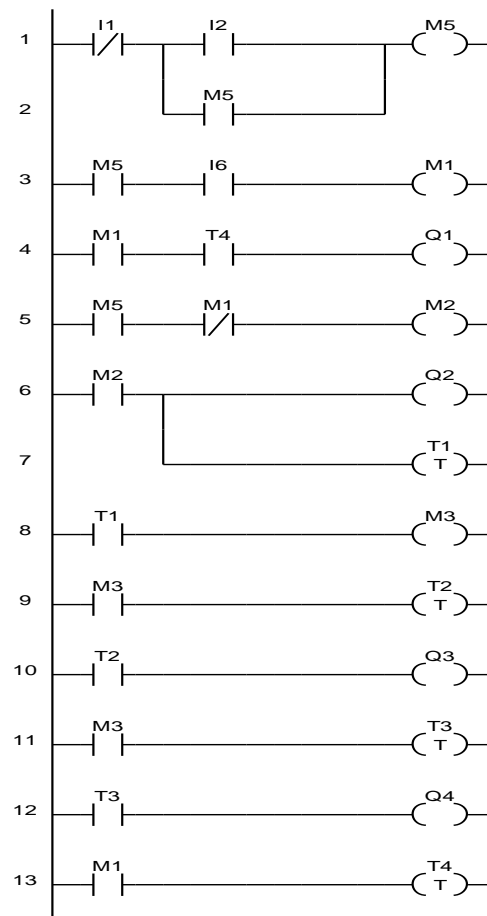 I1 I2 M5
1
M5
2
M5 I6 M1
3
M1 T4 Q1
4
M5 M1 M2
5
M2 Q2
6
T1
7 T
T1 M3
8
M3 T2
9 T
T2 Q3
10
M3 T3
11 T
T3 Q4
12
M1 T4
13 T